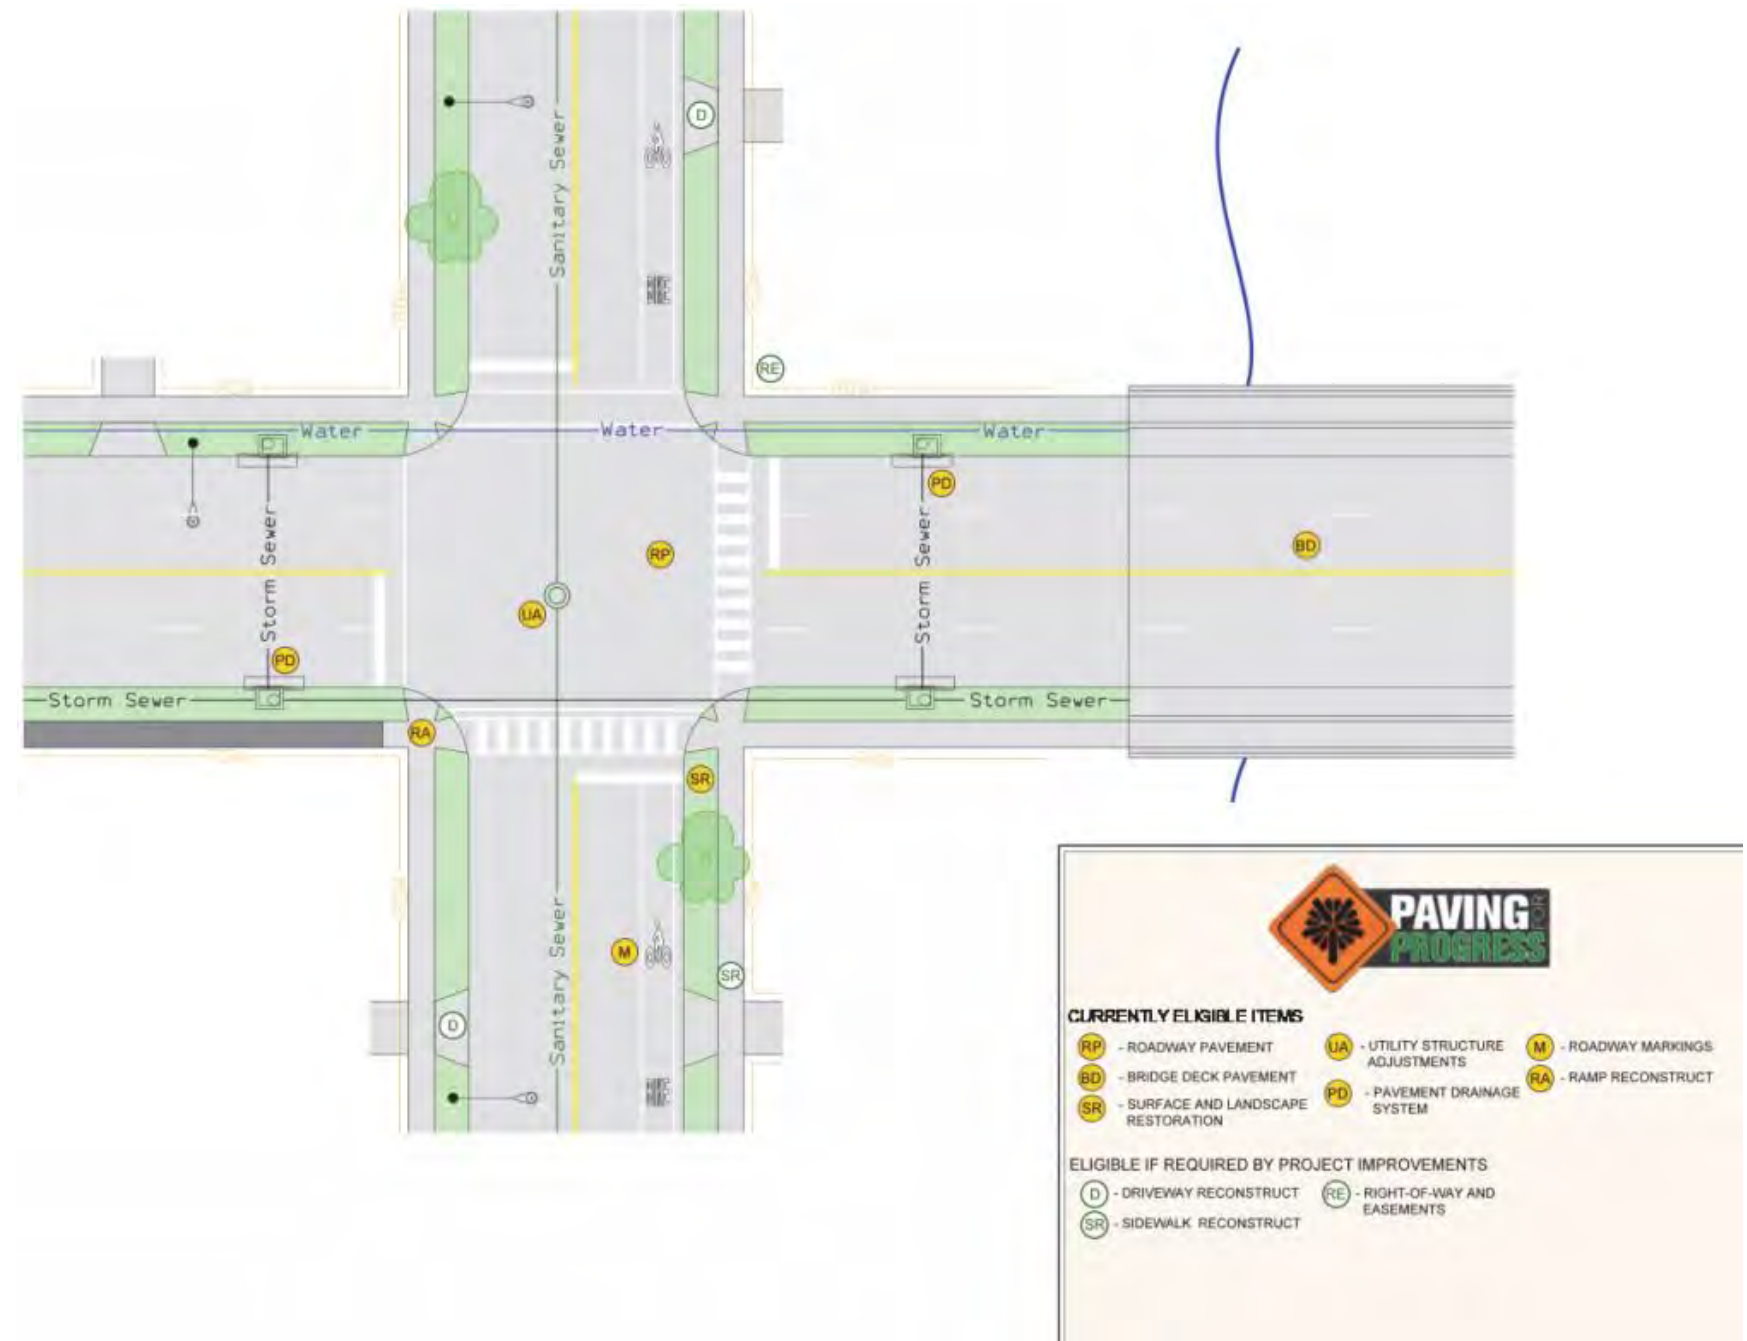 D
Sanitary Sewer
RE
Water
Water
Water
PD
Storm Sewer
Storm Sewer
RP
BD
UA
PD
Storm Sewer
Storm Sewer
RA
SR
M
SR
Sanitary Sewer
D
PAVING FOR
PROGRESS
CURRENTLY ELIGIBLE ITEMS
RP - ROADWAY PAVEMENT
BD - BRIDGE DECK PAVEMENT
SR - SURFACE AND LANDSCAPE
RESTORATION
UA - UTILITY STRUCTURE
ADJUSTMENTS
PD - PAVEMENT DRAINAGE
SYSTEM
M - ROADWAY MARKINGS
RA - RAMP RECONSTRUCT
ELIGIBLE IF REQUIRED BY PROJECT IMPROVEMENTS
D - DRIVEWAY RECONSTRUCT
SR - SIDEWALK RECONSTRUCT
RE - RIGHT-OF-WAY AND
EASEMENTS